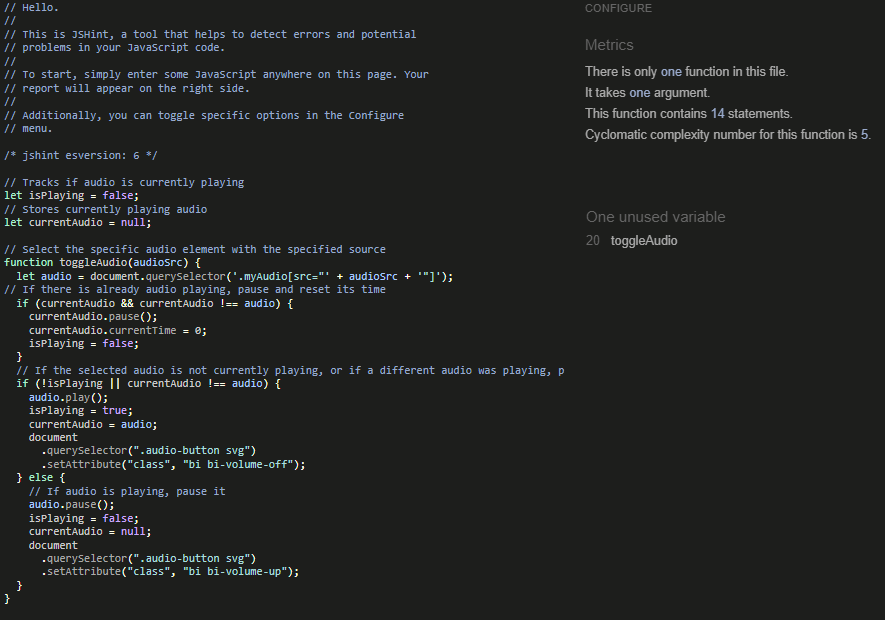 // Hello.
//
// This is JSHint, a tool that helps to detect errors and potential
// problems in your JavaScript code.
//
// To start, simply enter some JavaScript anywhere on this page. Your
// report will appear on the right side.
//
// Additionally, you can toggle specific options in the Configure
// menu.
/* jshint esversion: 6 */
// Tracks if audio is currently playing
let isPlaying = false;
// Stores currently playing audio
let currentAudio = null;
// Select the specific audio element with the specified source
function toggleAudio(audioSrc) {
  let audio = document.querySelector('.myAudio[src="' + audioSrc + '"]');
// If there is already audio playing, pause and reset its time
  if (currentAudio && currentAudio !== audio) {
    currentAudio.pause();
    currentAudio.currentTime = 0;
    isPlaying = false;
  }
  // If the selected audio is not currently playing, or if a different audio was playing, p
  if (!isPlaying || currentAudio !== audio) {
    audio.play();
    isPlaying = true;
    currentAudio = audio;
    document
      .querySelector(".audio-button svg")
      .setAttribute("class", "bi bi-volume-off");
  } else {
    // If audio is playing, pause it
    audio.pause();
    isPlaying = false;
    currentAudio = null;
    document
      .querySelector(".audio-button svg")
      .setAttribute("class", "bi bi-volume-up");
  }
}
CONFIGURE
Metrics
There is only one function in this file.
It takes one argument.
This function contains 14 statements.
Cyclomatic complexity number for this function is 5.
One unused variable
20 toggleAudio